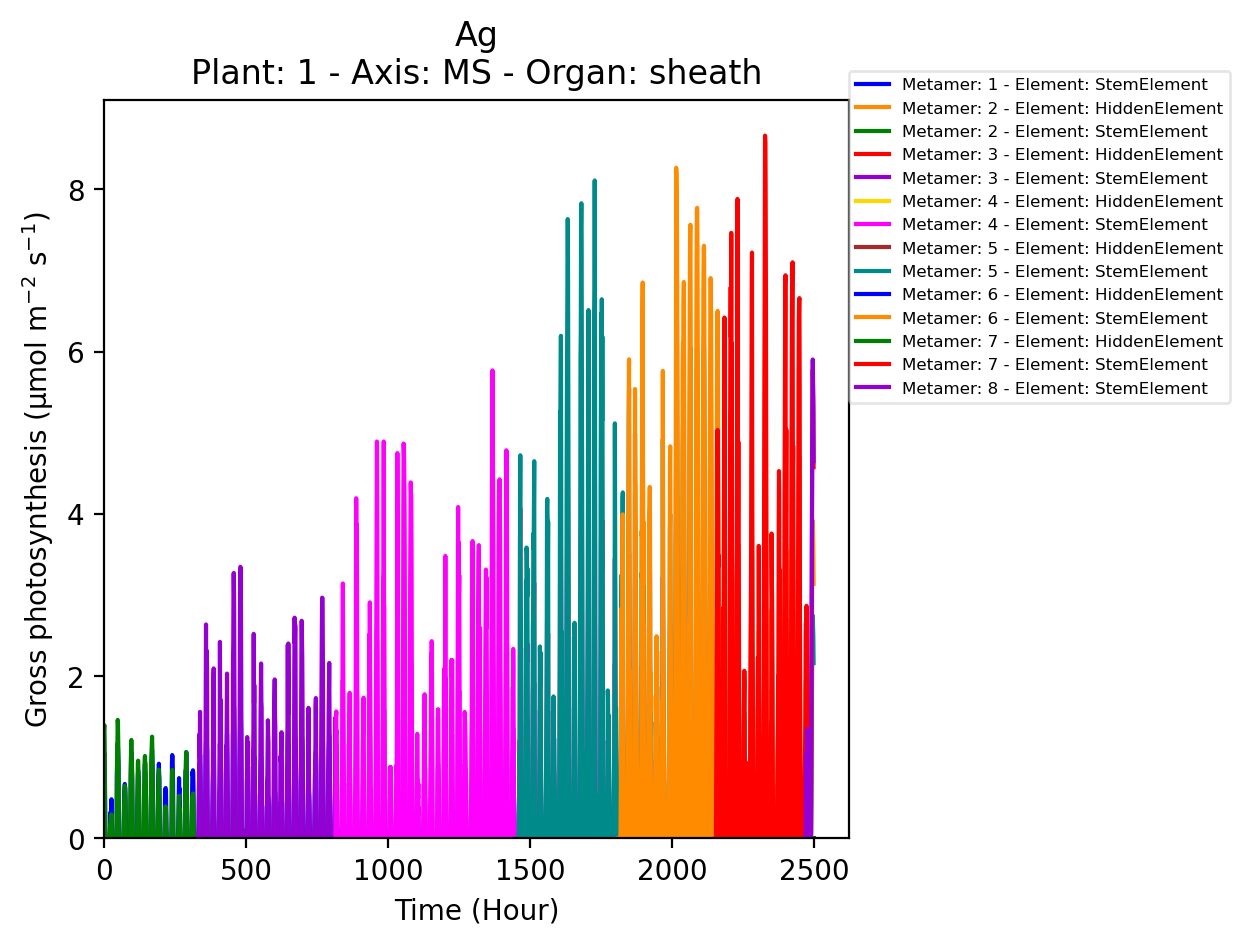 Ag
Plant: 1 - Axis: MS - Organ: sheath
Gross photosynthesis (µmol m⁻² s⁻¹)
8
6
4
2
0
0 500 1000 1500 2000 2500
Time (Hour)
Metamer: 1 - Element: StemElement
Metamer: 2 - Element: HiddenElement
Metamer: 2 - Element: StemElement
Metamer: 3 - Element: HiddenElement
Metamer: 3 - Element: StemElement
Metamer: 4 - Element: HiddenElement
Metamer: 4 - Element: StemElement
Metamer: 5 - Element: HiddenElement
Metamer: 5 - Element: StemElement
Metamer: 6 - Element: HiddenElement
Metamer: 6 - Element: StemElement
Metamer: 7 - Element: HiddenElement
Metamer: 7 - Element: StemElement
Metamer: 8 - Element: StemElement